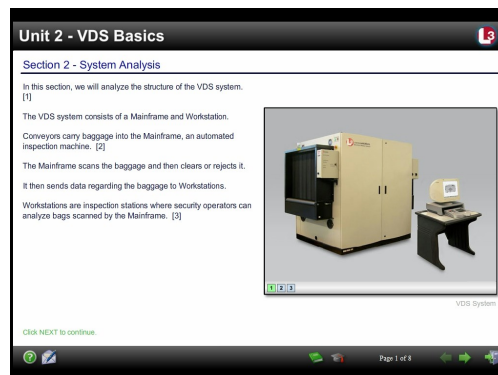 Unit 2 - VDS Basics
L3
Section 2 - System Analysis
In this section, we will analyze the structure of the VDS system.
[1]
The VDS system consists of a Mainframe and Workstation.
Conveyors carry baggage into the Mainframe, an automated
inspection machine. [2]
The Mainframe scans the baggage and then clears or rejects it.
It then sends data regarding the baggage to Workstations.
Workstations are inspection stations where security operators can
analyze bags scanned by the Mainframe. [3]
1 2 3
VDS System
Click NEXT to continue.
?
Page 1 of 8